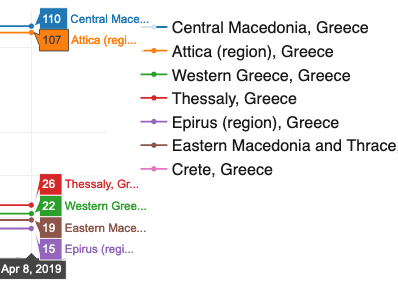 110 Central Mace...
107 Attica (regi...
26 Thessaly, Gr...
22 Western Gree...
19 Eastern Mace...
15 Epirus (regi...
Apr 8, 2019
Central Macedonia, Greece
Attica (region), Greece
Western Greece, Greece
Thessaly, Greece
Epirus (region), Greece
Eastern Macedonia and Thrace,
Crete, Greece